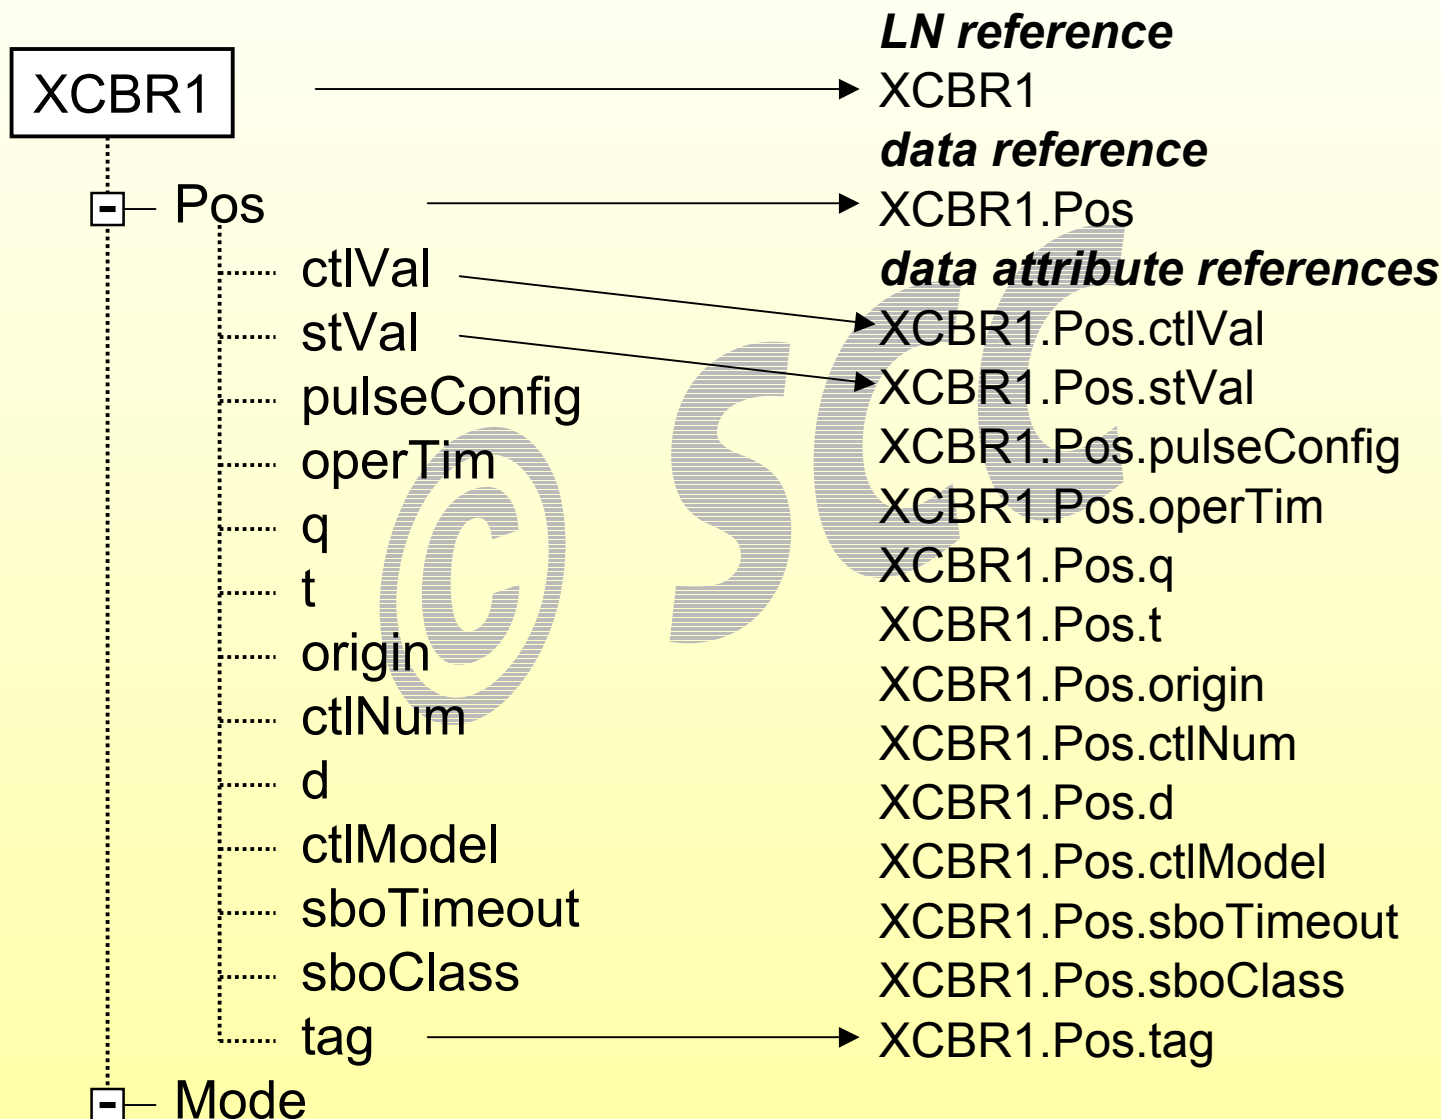 XCBR1
Pos
ctlVal
stVal
pulseConfig
operTim
q
t
origin
ctlNum
d
ctlModel
sboTimeout
sboClass
tag
Mode
LN reference
XCBR1
data reference
XCBR1.Pos
data attribute references
XCBR1.Pos.ctlVal
XCBR1.Pos.stVal
XCBR1.Pos.pulseConfig
XCBR1.Pos.operTim
XCBR1.Pos.q
XCBR1.Pos.t
XCBR1.Pos.origin
XCBR1.Pos.ctlNum
XCBR1.Pos.d
XCBR1.Pos.ctlModel
XCBR1.Pos.sboTimeout
XCBR1.Pos.sboClass
XCBR1.Pos.tag
© SCC